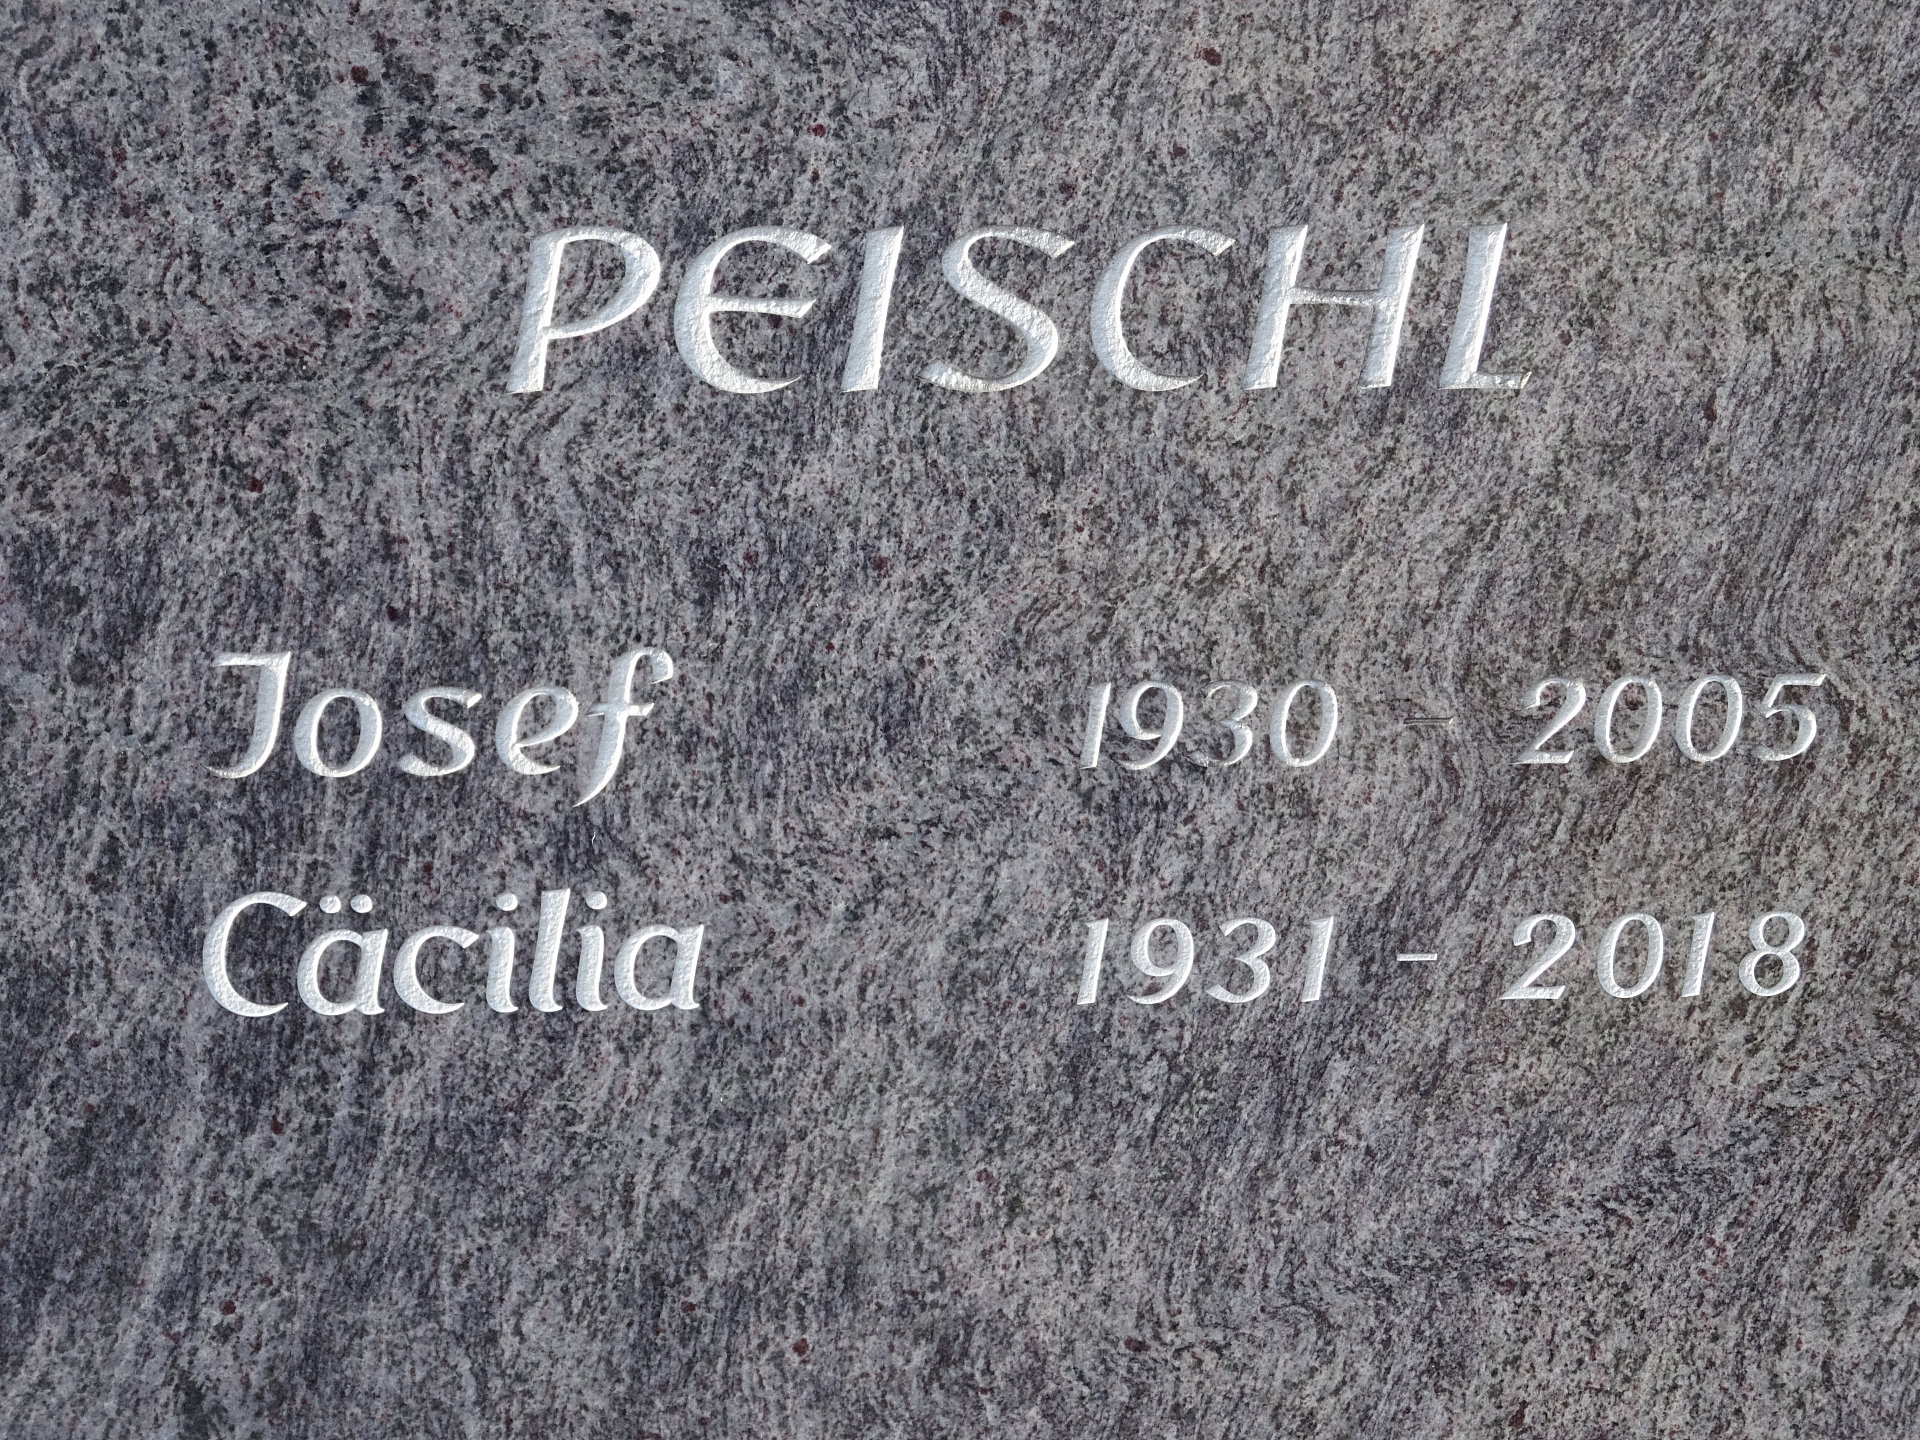 PEISCHL
Josef 1930 - 2005
Cäcilia 1931 - 2018